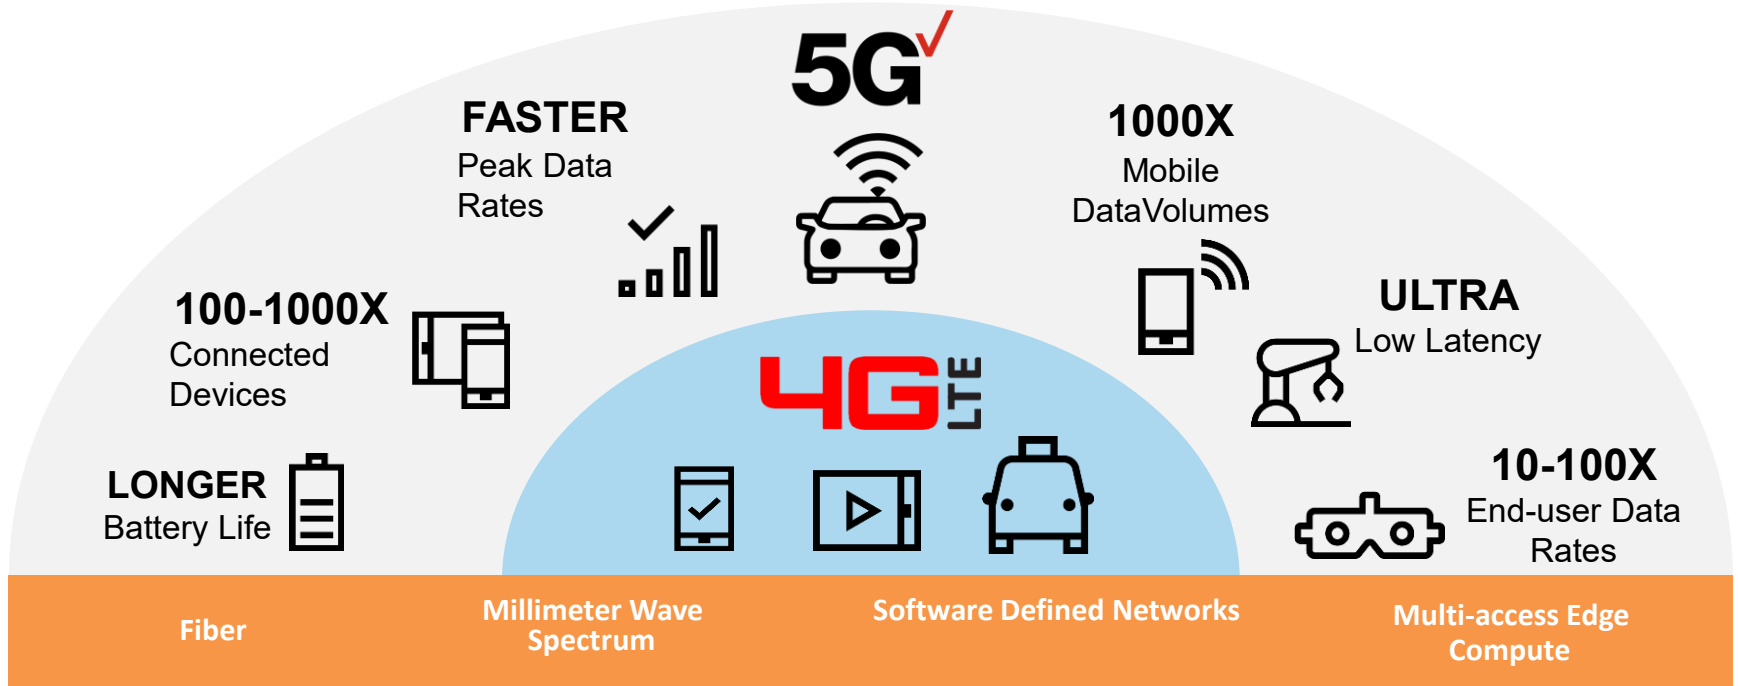 5G
FASTER
Peak Data
Rates
1000X
Mobile
DataVolumes
100-1000X
Connected
Devices
ULTRA
Low Latency
4G LTE
LONGER
Battery Life
10-100X
End-user Data
Rates
Fiber
Millimeter Wave
Spectrum
Software Defined Networks
Multi-access Edge
Compute